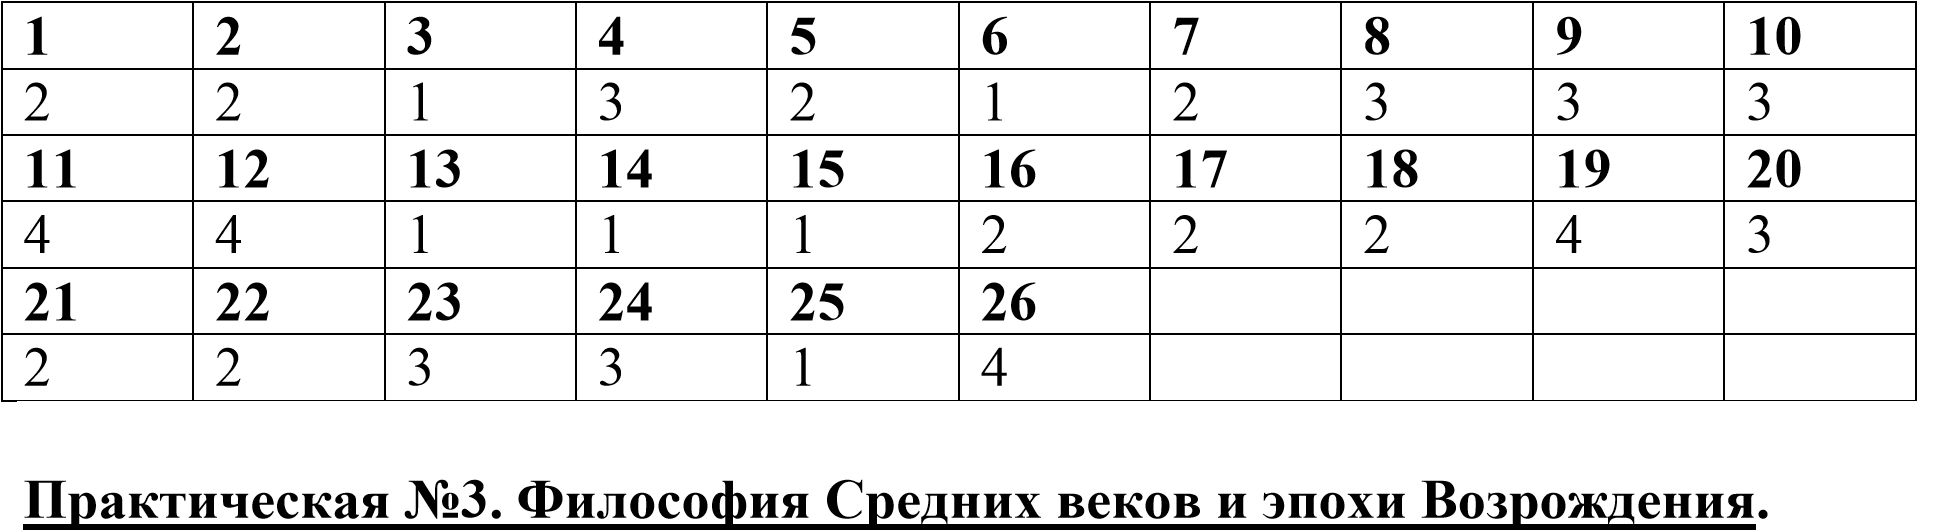 1 2 3 4 5 6 7 8 9 10
2 2 1 3 2 1 2 3 3 3
11 12 13 14 15 16 17 18 19 20
4 4 1 1 1 2 2 2 4 3
21 22 23 24 25 26
2 2 3 3 1 4
Практическая №3. Философия Средних веков и эпохи Возрождения.